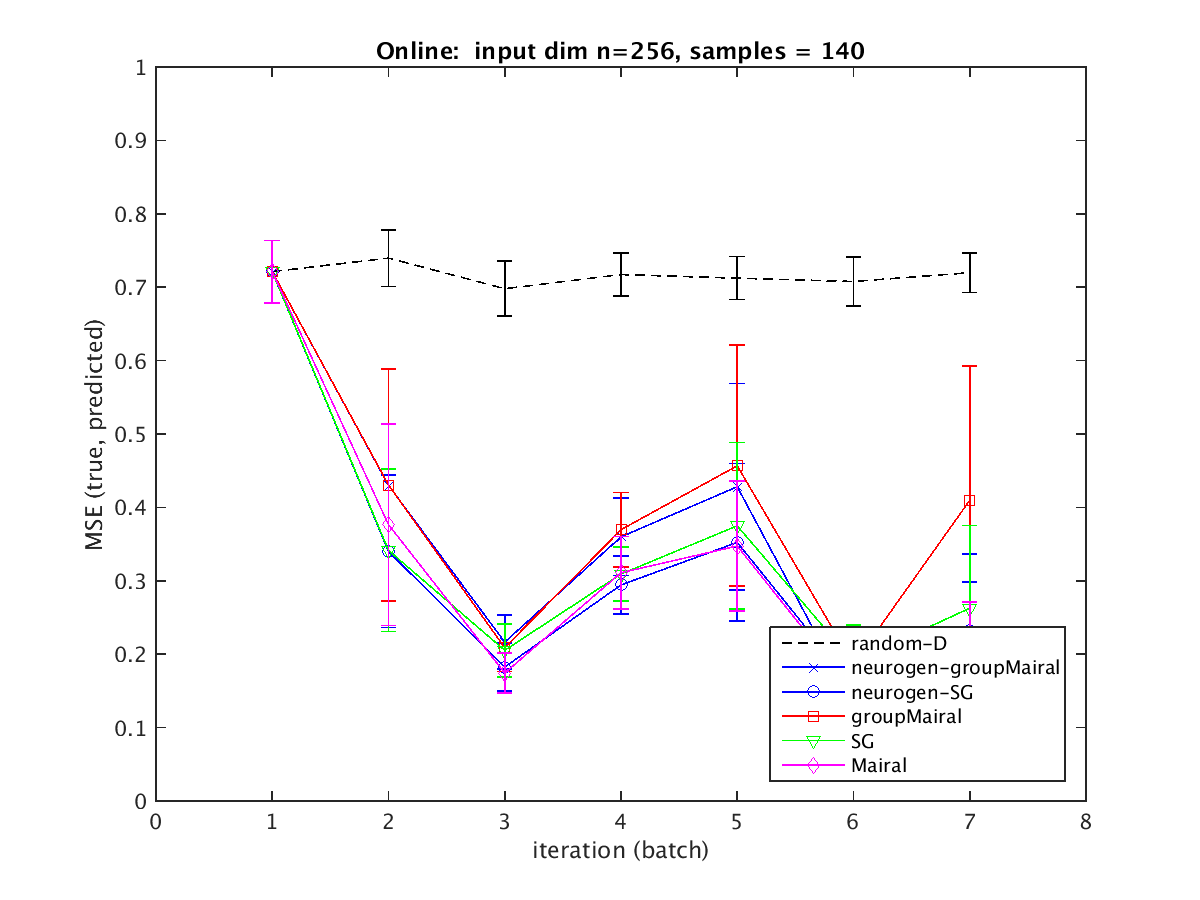 Online:  input dim n=256, samples = 140
MSE (true, predicted)
1
0.9
0.8
0.7
0.6
0.5
0.4
0.3
0.2
0.1
0
random-D
neurogen-groupMairal
neurogen-SG
groupMairal
SG
Mairal
0 1 2 3 4 5 6 7 8
iteration (batch)